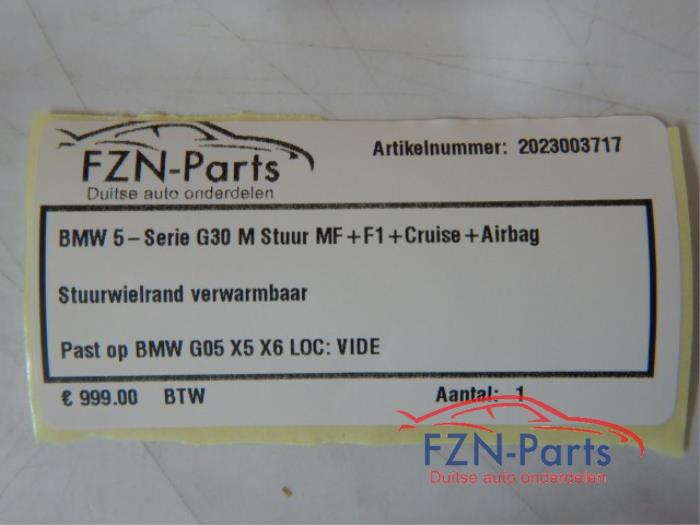 FZN-Parts
Duitse auto onderdelen
Artikelnummer: 2023003717
BMW 5-Serie G30 M Stuur MF+F1+Cruise+Airbag
Stuurwielrand verwarmbaar
Past op BMW G05 X5 X6 LOC: VIDE
€ 999.00 BTW Aantal: 1
FZN-Parts
Duitse auto onderdelen